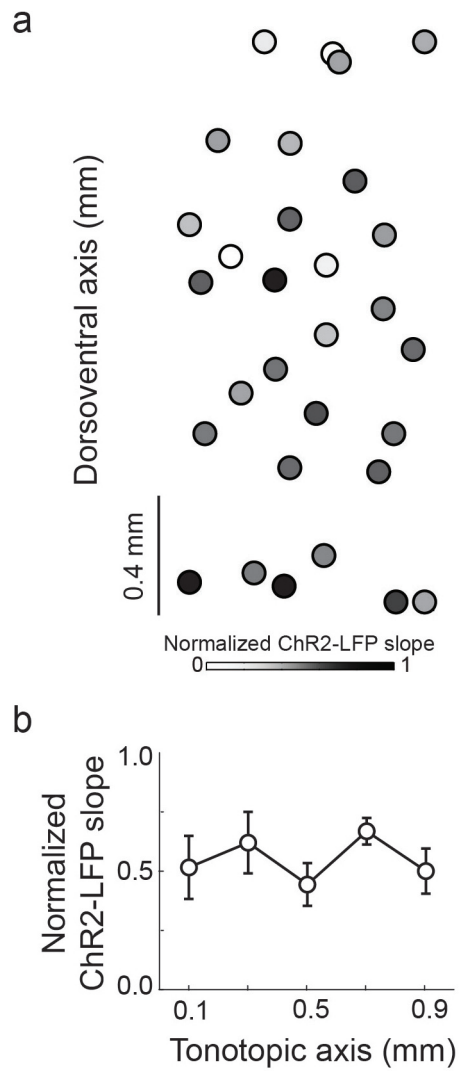 a
Dorsoventral axis (mm)
0.4 mm
Normalized ChR2-LFP slope
0 1
b
Normalized
ChR2-LFP slope
1.0
0.5
0.0
0.1 0.5 0.9
Tonotopic axis (mm)